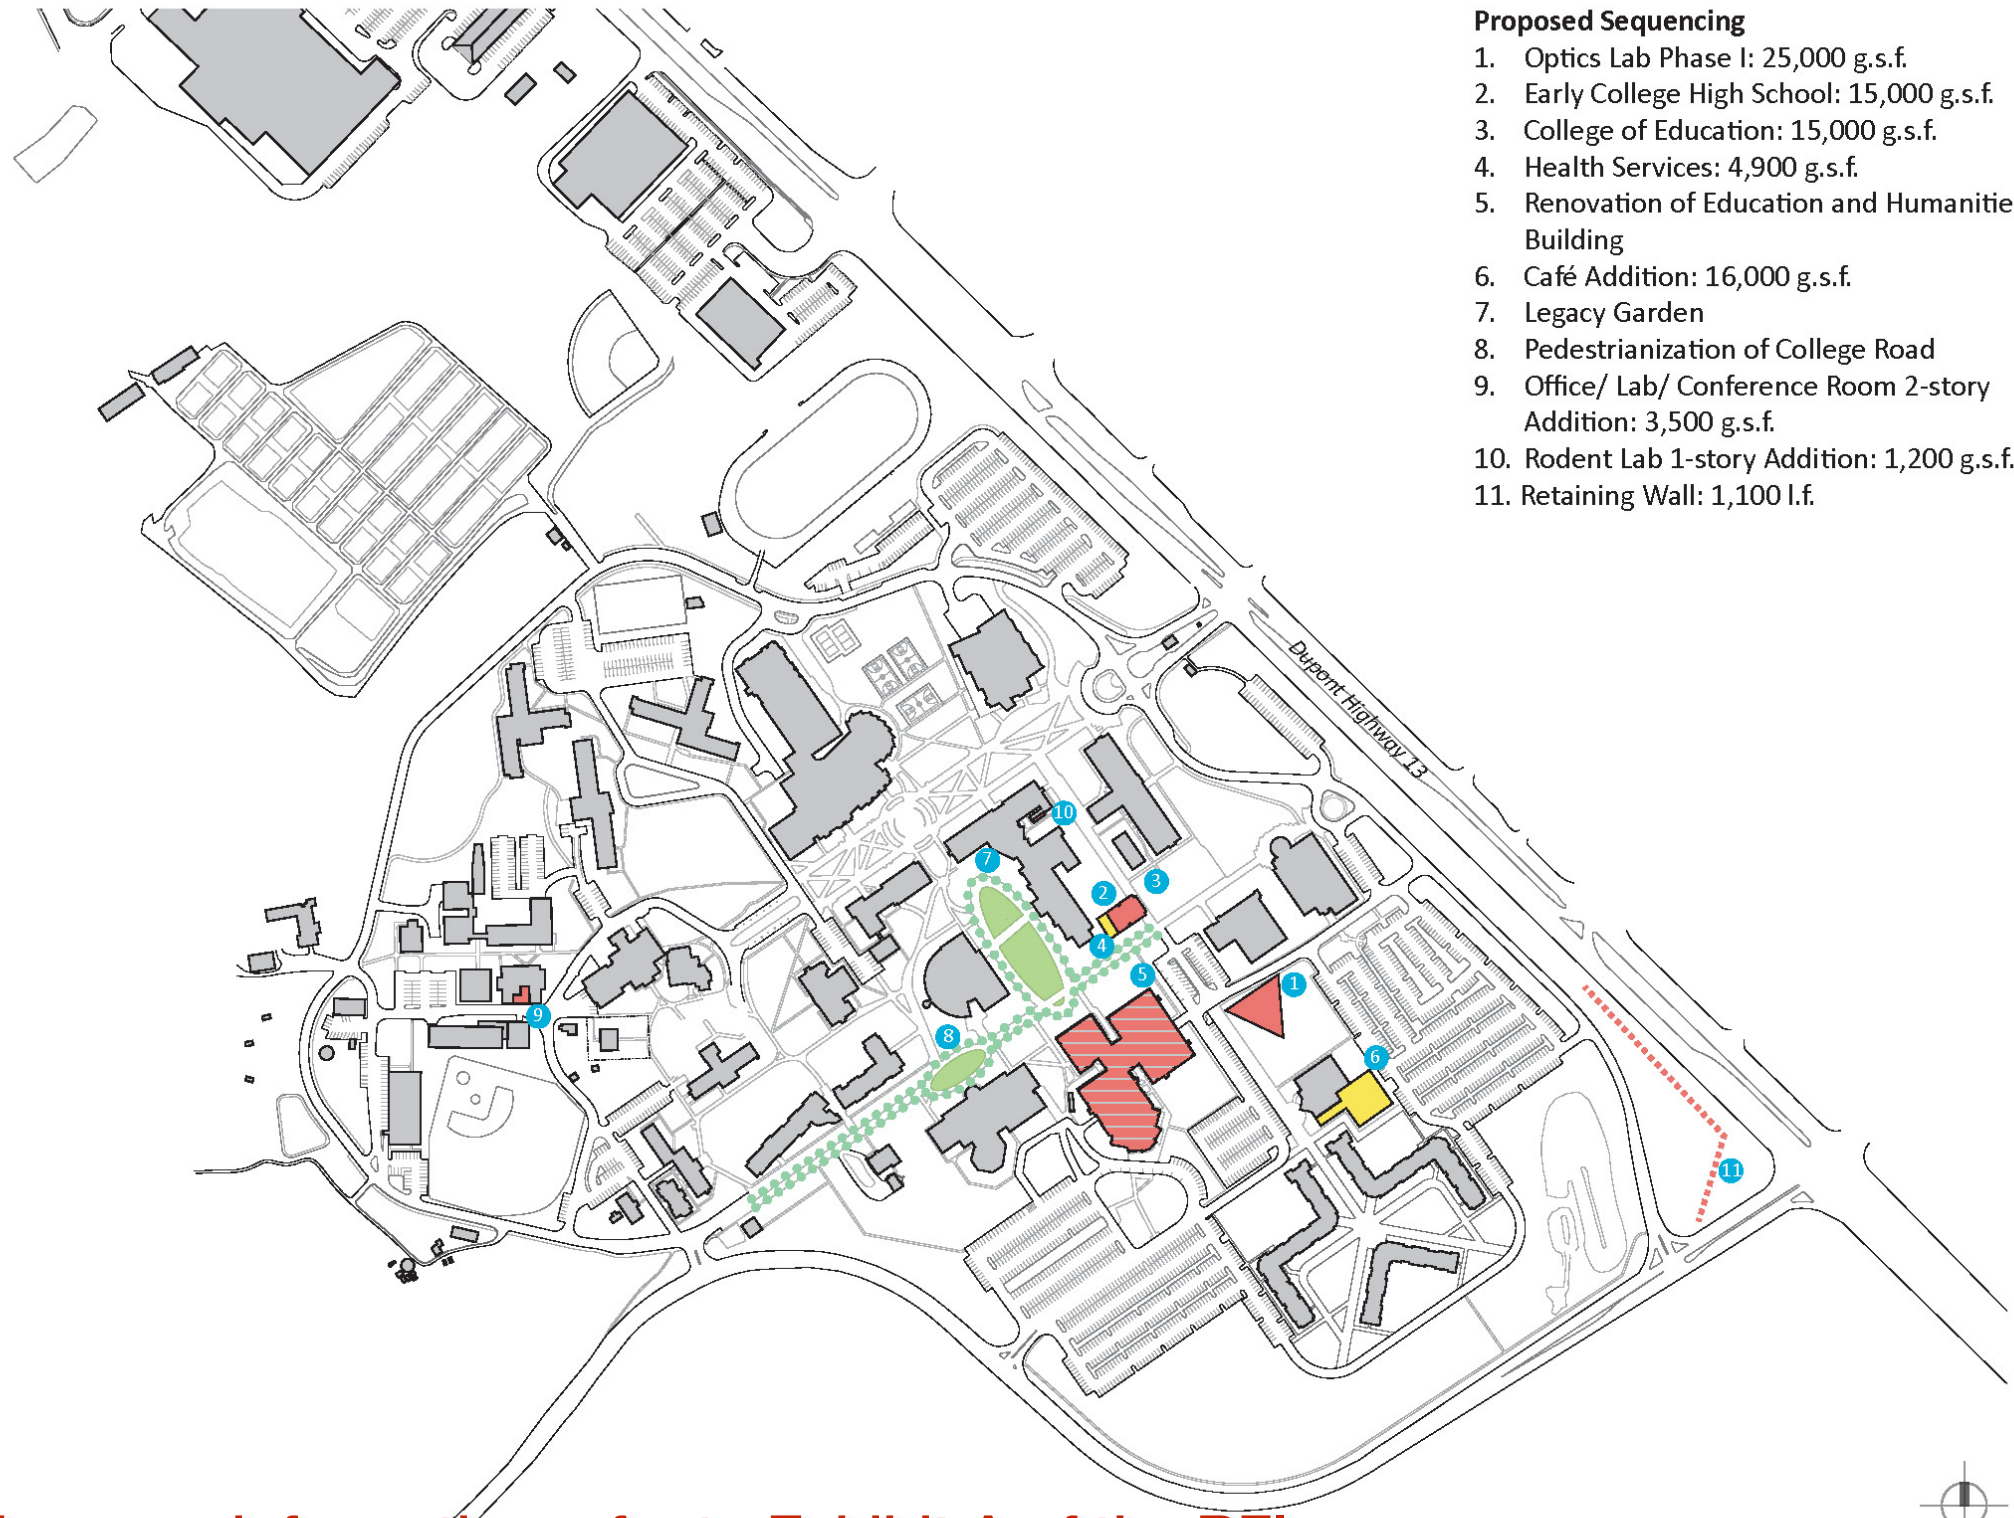 Proposed Sequencing
1. Optics Lab Phase I: 25,000 g.s.f.
2. Early College High School: 15,000 g.s.f.
3. College of Education: 15,000 g.s.f.
4. Health Services: 4,900 g.s.f.
5. Renovation of Education and Humanitie
Building
6. Café Addition: 16,000 g.s.f.
7. Legacy Garden
8. Pedestrianization of College Road
9. Office/ Lab/ Conference Room 2-story
Addition: 3,500 g.s.f.
10. Rodent Lab 1-story Addition: 1,200 g.s.f.
11. Retaining Wall: 1,100 l.f.
Dupont Highway 13
10
7
3
2
4
5
1
9
8
6
11